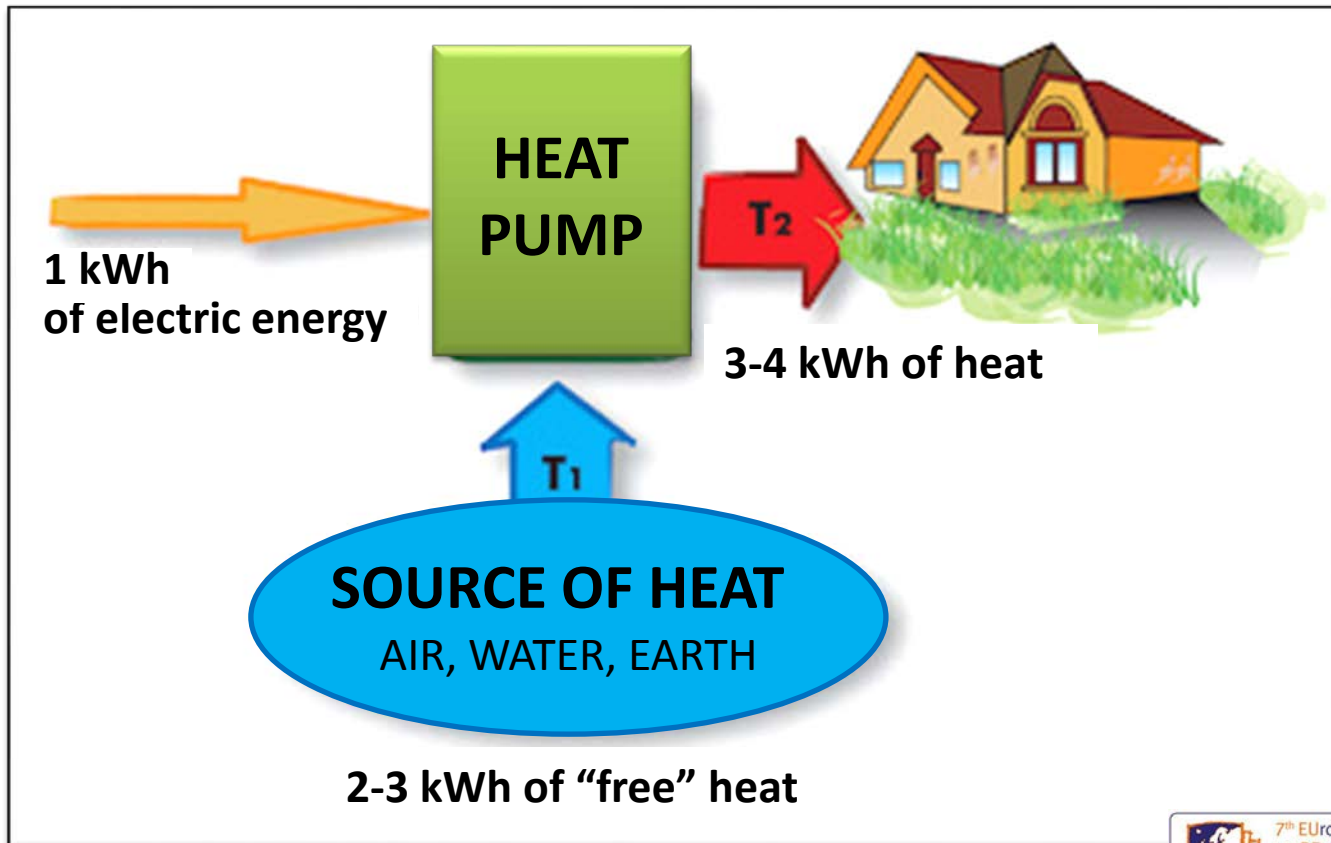 HEAT
PUMP
1 kWh
of electric energy
T2
3-4 kWh of heat
T1
SOURCE OF HEAT
AIR, WATER, EARTH
2-3 kWh of “free” heat
7th